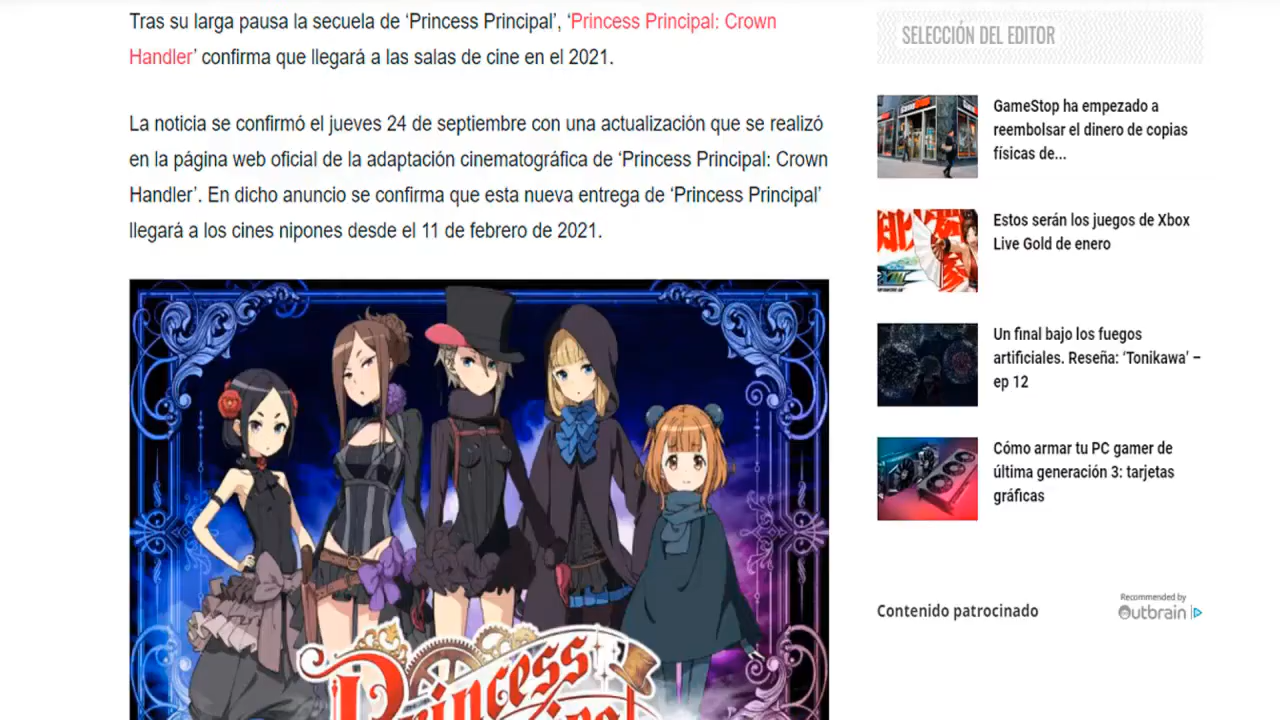 Tras su larga pausa la secuela de ‘Princess Principal’, ‘Princess Principal: Crown
Handler’ confirma que llegará a las salas de cine en el 2021.
La noticia se confirmó el jueves 24 de septiembre con una actualización que se realizó
en la página web oficial de la adaptación cinematográfica de ‘Princess Principal: Crown
Handler’. En dicho anuncio se confirma que esta nueva entrega de ‘Princess Principal’
llegará a los cines nipones desde el 11 de febrero de 2021.
Princess
SELECCIÓN DEL EDITOR
GameStop ha empezado a
reembolsar el dinero de copias
físicas de...
Estos serán los juegos de Xbox
Live Gold de enero
Un final bajo los fuegos
artificiales. Reseña: ‘Tonikawa’ –
ep 12
Cómo armar tu PC gamer de
última generación 3: tarjetas
gráficas
Contenido patrocinado
Recommended by
Outbrain